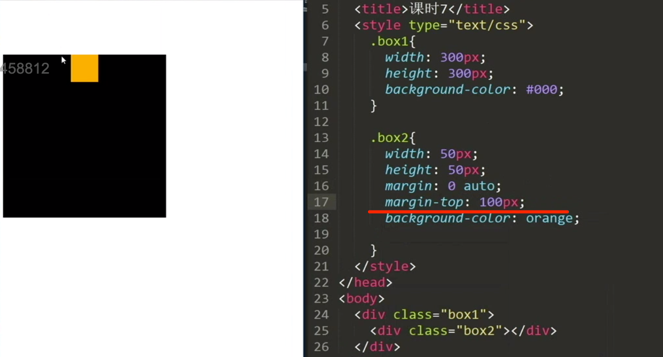 458812
5 <title>课时7</title>
6 <style type="text/css">
7 .box1{
8 width: 300px;
9 height: 300px;
10 background-color: #000;
11 }
12
13 .box2{
14 width: 50px;
15 height: 50px;
16 margin: 0 auto;
17 margin-top: 100px;
18 background-color: orange;
19
20 }
21 </style>
22 </head>
23 <body>
24 <div class="box1">
25 <div class="box2"></div>
26 </div>